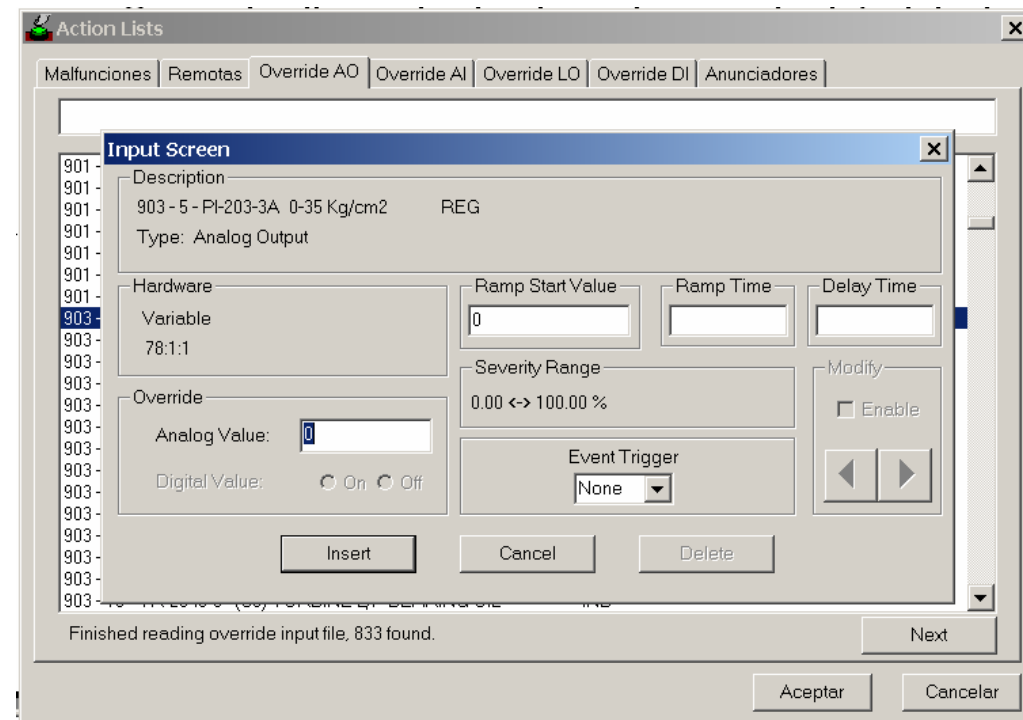 Action Lists
Malfunciones Remotas Override AO Override AI Override LO Override DI Anunciadores
Input Screen
901 -
901 -
901 -
901 -
901 -
901 -
901 -
903 -
903 -
903 -
903 -
903 -
903 -
903 -
903 -
903 -
903 -
903 -
903 -
903 -
903 -
Description
903 - 5 - PI-203-3A 0-35 Kg/cm2 REG
Type: Analog Output
Hardware
Variable
78:1:1
Ramp Start Value
0
Ramp Time
Delay Time
Severity Range
0.00 <-> 100.00 %
Modify
Enable
Override
Analog Value: 0
Digital Value: On Off
Event Trigger
None
Insert Cancel Delete
Finished reading override input file, 833 found.
Next
Aceptar Cancelar